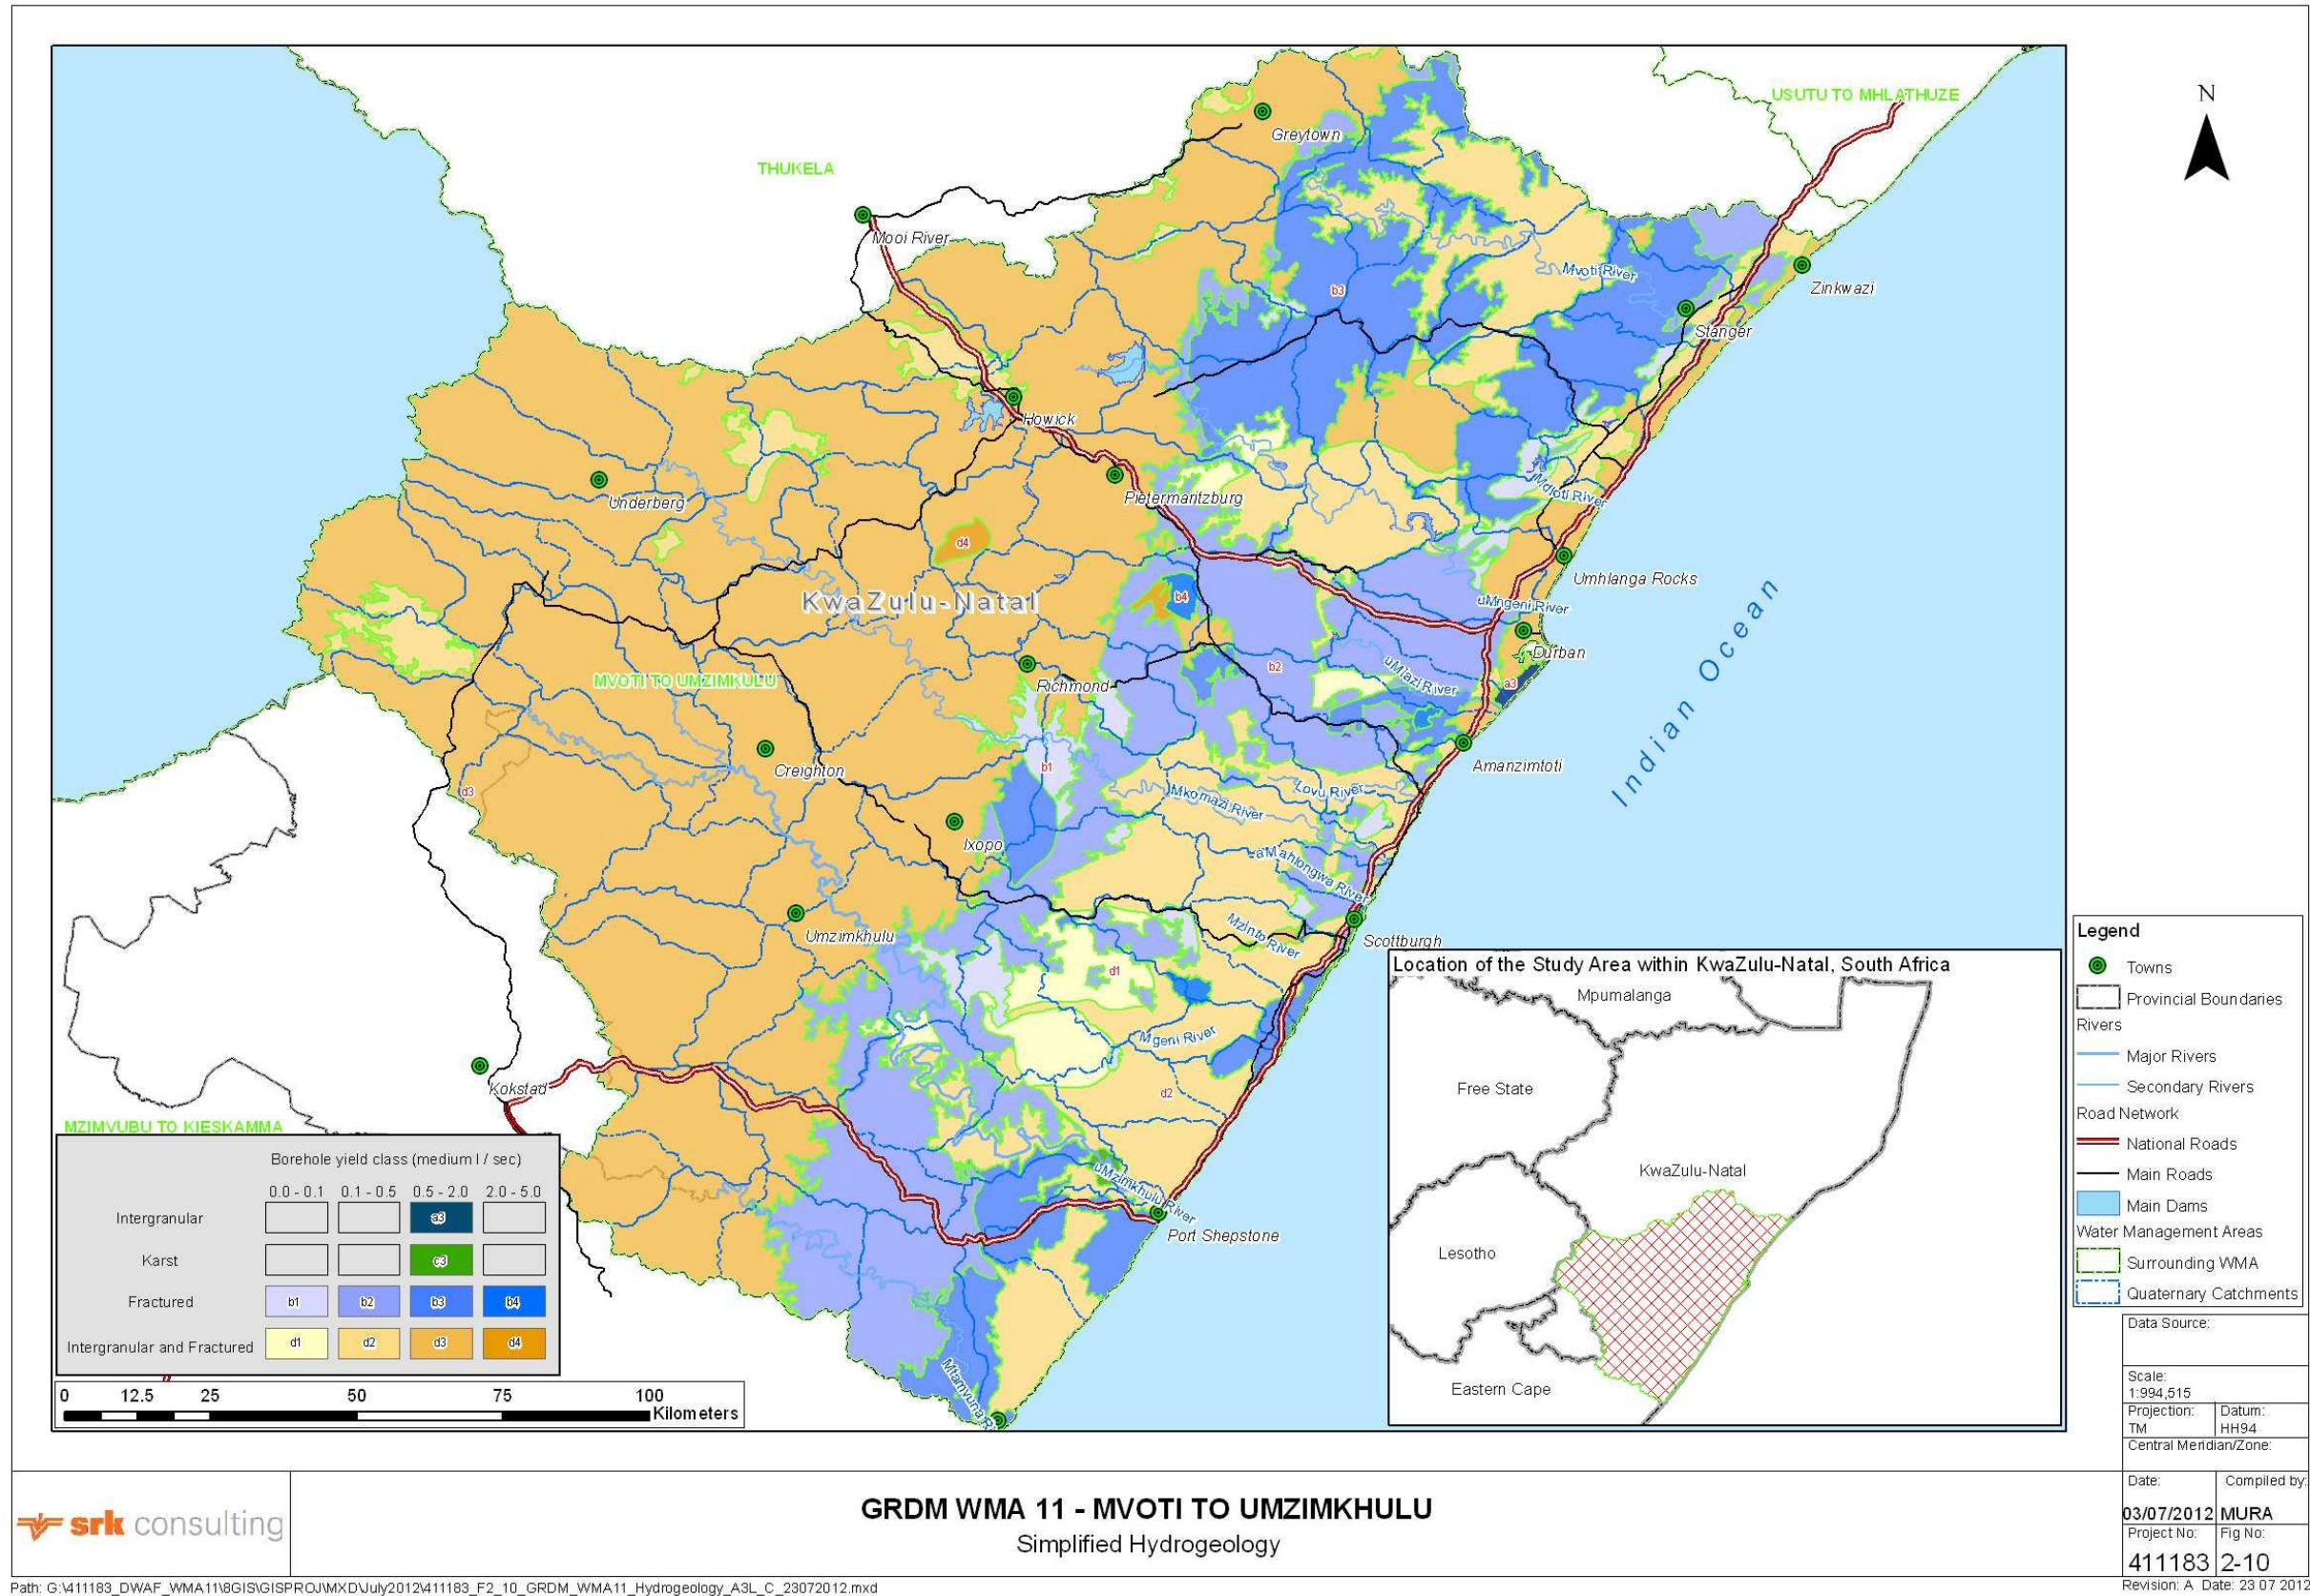 USUTU TO MHLATHUZE
N
THUKELA
Greytown
Mooi River
b3
Mvoti River
Zinkwazi
Stanger
Howick
Underberg
Pietermaritzburg
Mdloti River
d4
Umhlanga Rocks
KwaZulu-Natal
b4
uMngeni River
Durban
Indian Ocean
MVOTI TO UMZIMKULU
Richmond
b2
uMlazi River
a3
Creighton
b1
Amanzimtoti
d3
Mkomazi River
Lovu River
Ixopo
aMahlongwa River
Umzimkhulu
Mzinto River
Scottburgh
d1
Mgeni River
d2
Kokstad
MZIMVUBU TO KIESKAMMA
uMzimkhulu River
Port Shepstone
Mtamvuna R
Borehole yield class (medium l / sec)
0.0 - 0.1 0.1 - 0.5 0.5 - 2.0 2.0 - 5.0
Intergranular a3
Karst c3
Fractured b1 b2 b3 b4
Intergranular and Fractured d1 d2 d3 d4
0 12.5 25 50 75 100
Kilometers
Location of the Study Area within KwaZulu-Natal, South Africa
Mpumalanga
Free State
KwaZulu-Natal
Lesotho
Eastern Cape
Legend
Towns
Provincial Boundaries
Rivers
Major Rivers
Secondary Rivers
Road Network
National Roads
Main Roads
Main Dams
Water Management Areas
Surrounding WMA
Quaternary Catchments
Data Source:
Scale:
1:994,515
Projection: Datum:
TM HH94
Central Meridian/Zone:
Date: Compiled by:
03/07/2012 MURA
Project No: Fig No:
411183 2-10
srk consulting
GRDM WMA 11 - MVOTI TO UMZIMKHULU
Simplified Hydrogeology
Path: G:\411183_DWAF_WMA11\8GIS\GISPROJ\MXD\July2012\411183_F2_10_GRDM_WMA11_Hydrogeology_A3L_C_23072012.mxd
Revision: A Date: 23 07 2012